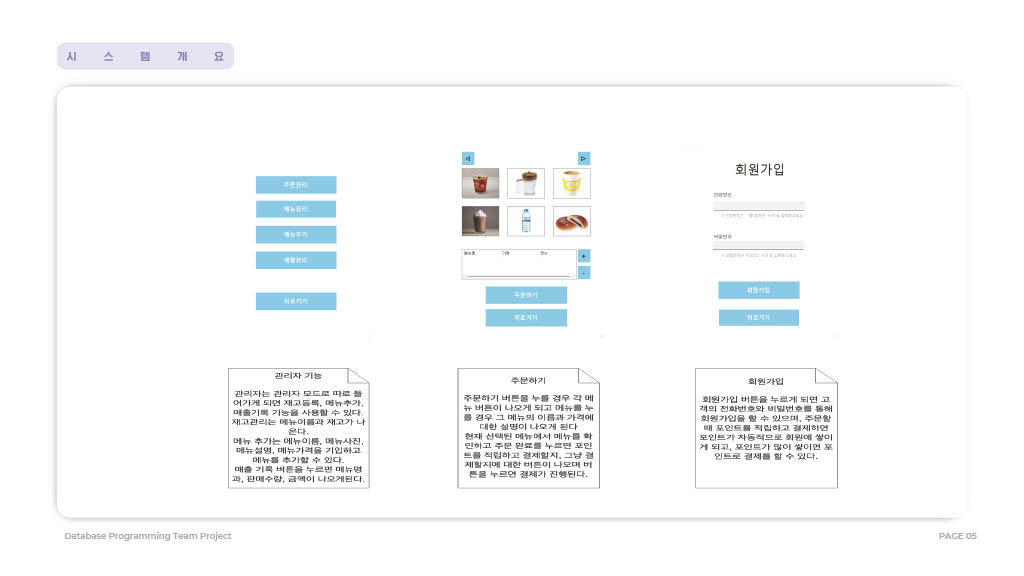 시 스 템 개 요
주문관리
메뉴관리
메뉴추가
매출관리
뒤로가기
메뉴명 가격 갯수
+
-
주문하기
뒤로가기
회원가입
전화번호
비밀번호
회원가입
뒤로가기
관리자 기능
관리자는 관리자 모드로 따로 들
어가게 되면 재고등록, 메뉴추가,
매출기록 기능을 사용할 수 있다.
재고관리는 메뉴이름과 재고가 나
온다.
메뉴 추가는 메뉴이름, 메뉴사진,
메뉴설명, 메뉴가격을 기입하고
메뉴를 추가할 수 있다.
매출 기록 버튼을 누르면 메뉴명
과, 판매수량, 금액이 나오게된다.
주문하기
주문하기 버튼을 누를 경우 각 메
뉴 버튼이 나오게 되고 메뉴를 누
를 경우 그 메뉴의 이름과 가격에
대한 설명이 나오게 된다
현재 선택된 메뉴에서 메뉴를 확
인하고 주문 완료를 누르면 포인
트를 적립하고 결제할지, 그냥 결
제할지에 대한 버튼이 나오며 버
튼을 누르면 결제가 진행된다.
회원가입
회원가입 버튼을 누르게 되면 고
객의 전화번호와 비밀번호를 통해
회원가입을 할 수 있으며, 주문할
때 포인트를 적립하고 결제하면
포인트가 자동적으로 회원에 쌓이
게 되고, 포인트가 많이 쌓이면 포
인트로 결제를 할 수 있다.
Database Programming Team Project
PAGE 05